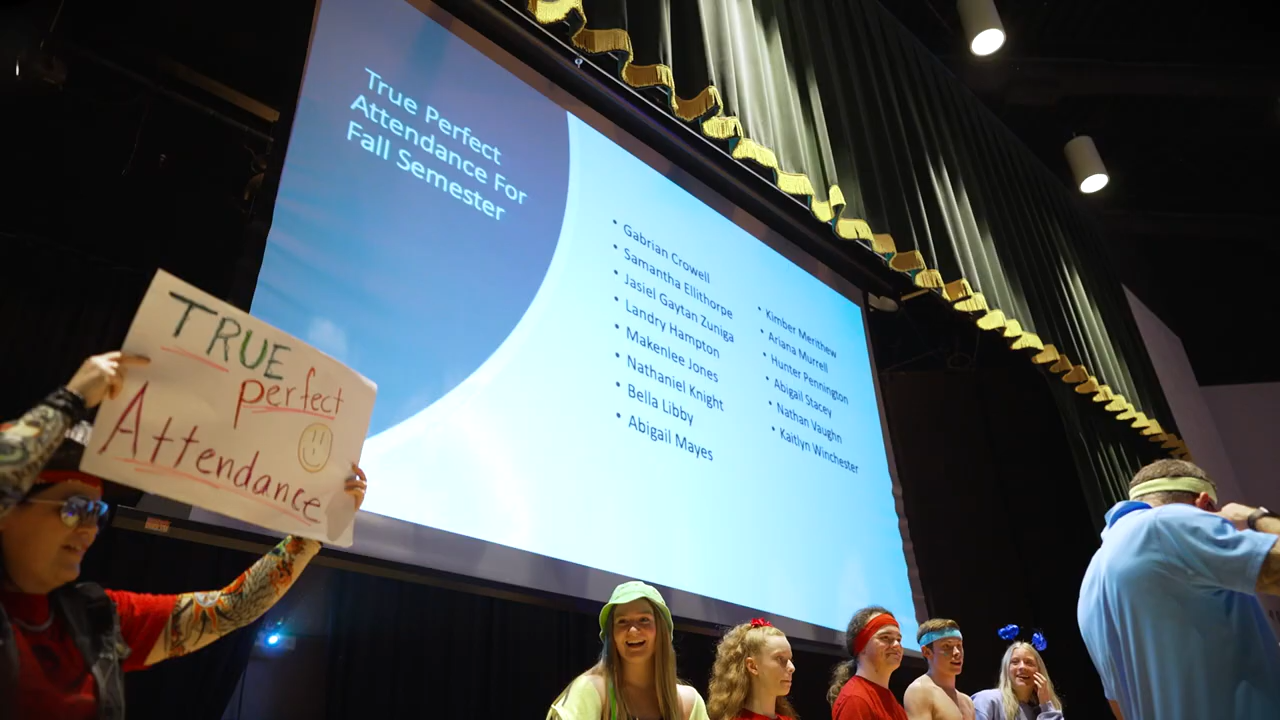 True Perfect
Attendance For
Fall Semester
• Gabrian Crowell
• Samantha Ellithorpe
• Jasiel Gaytan Zuniga
• Landry Hampton
• Makenlee Jones
• Nathaniel Knight
• Bella Libby
• Abigail Mayes
• Kimber Merithew
• Ariana Murrell
• Hunter Pennington
• Abigail Stacey
• Nathan Vaughn
• Kaitlyn Winchester
TRUE
perfect
Attendance